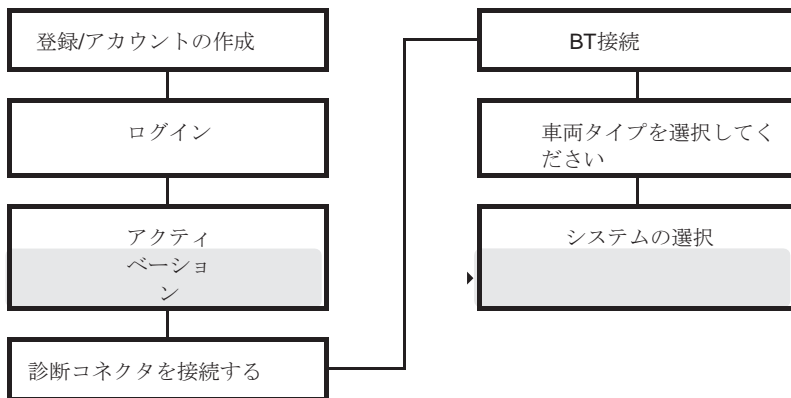 登録/アカウントの作成
ログイン
アクティ
ベーショ
ン
診断コネクタを接続する
BT接続
車両タイプを選択してく
ださい
システムの選択